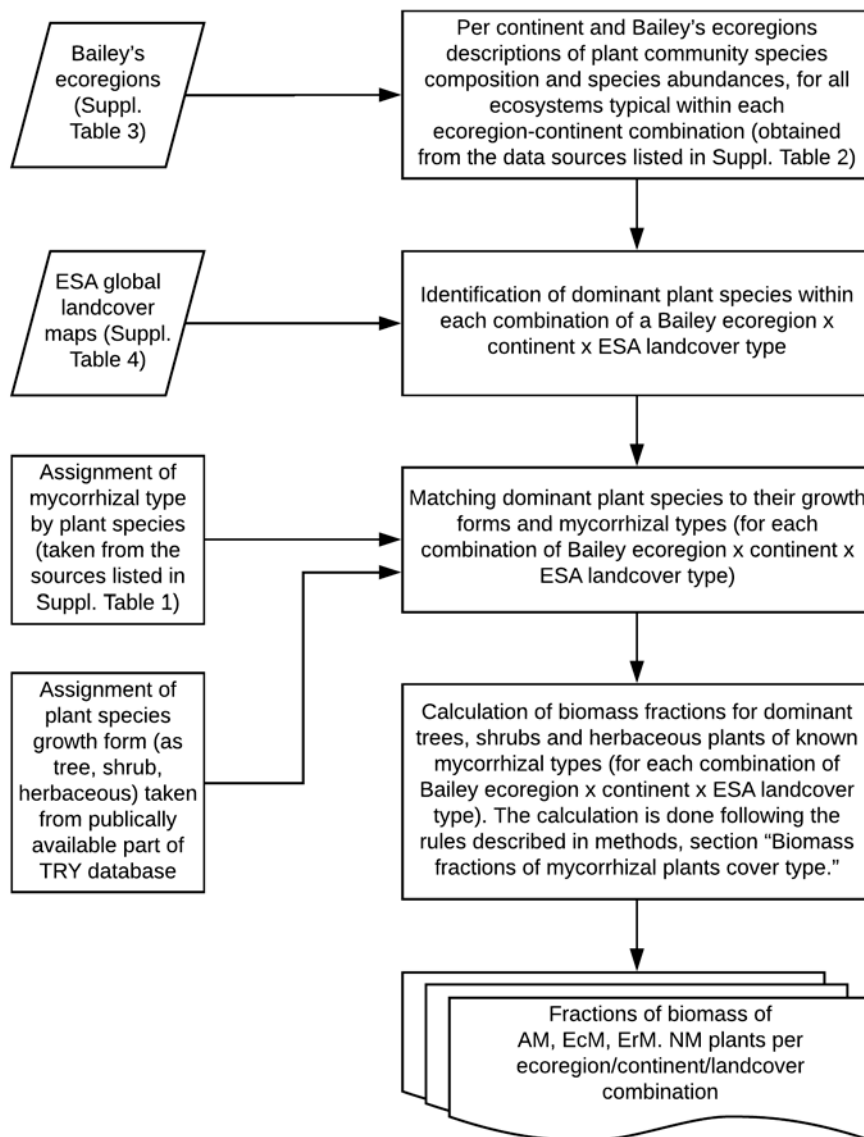 Bailey's
ecoregions
(Suppl.
Table 3)
Per continent and Bailey's ecoregions
descriptions of plant community species
composition and species abundances, for all
ecosystems typical within each
ecoregion-continent combination (obtained
from the data sources listed in Suppl. Table 2)
ESA global
landcover
maps (Suppl.
Table 4)
Identification of dominant plant species within
each combination of a Bailey ecoregion x
continent x ESA landcover type
Assignment of
mycorrhizal type
by plant species
(taken from the
sources listed in
Suppl. Table 1)
Matching dominant plant species to their growth
forms and mycorrhizal types (for each
combination of Bailey ecoregion x continent x
ESA landcover type)
Assignment of
plant species
growth form (as
tree, shrub,
herbaceous) taken
from publically
available part of
TRY database
Calculation of biomass fractions for dominant
trees, shrubs and herbaceous plants of known
mycorrhizal types (for each combination of
Bailey ecoregion x continent x ESA landcover
type). The calculation is done following the
rules described in methods, section “Biomass
fractions of mycorrhizal plants cover type.”
Fractions of biomass of
AM, EcM, ErM. NM plants per
ecoregion/continent/landcover
combination